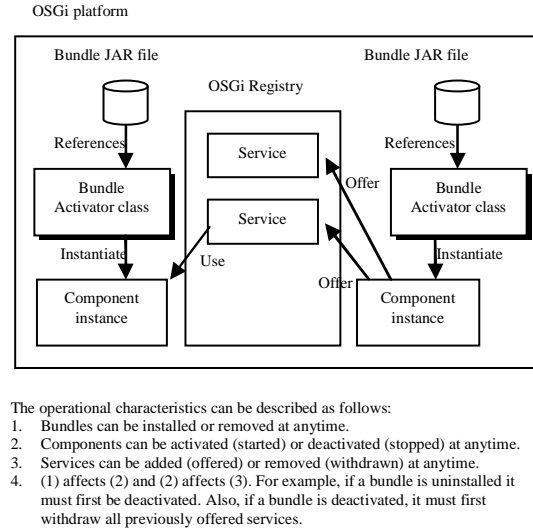 OSGi platform
Bundle JAR file
Bundle JAR file
OSGi Registry
References
References
Service
Bundle
Activator class
Bundle
Activator class
Offer
Service
Instantiate
Instantiate
Use
Offer
Component
instance
Component
instance
The operational characteristics can be described as follows:
1. Bundles can be installed or removed at anytime.
2. Components can be activated (started) or deactivated (stopped) at anytime.
3. Services can be added (offered) or removed (withdrawn) at anytime.
4. (1) affects (2) and (2) affects (3). For example, if a bundle is uninstalled it
must first be deactivated. Also, if a bundle is deactivated, it must first
withdraw all previously offered services.